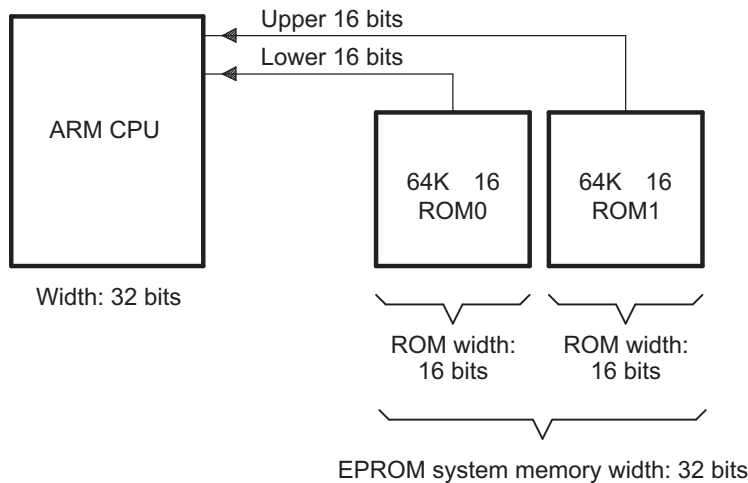 Upper 16 bits
Lower 16 bits
ARM CPU
64K 16
ROM0
64K 16
ROM1
Width: 32 bits
ROM width:
16 bits
ROM width:
16 bits
EPROM system memory width: 32 bits